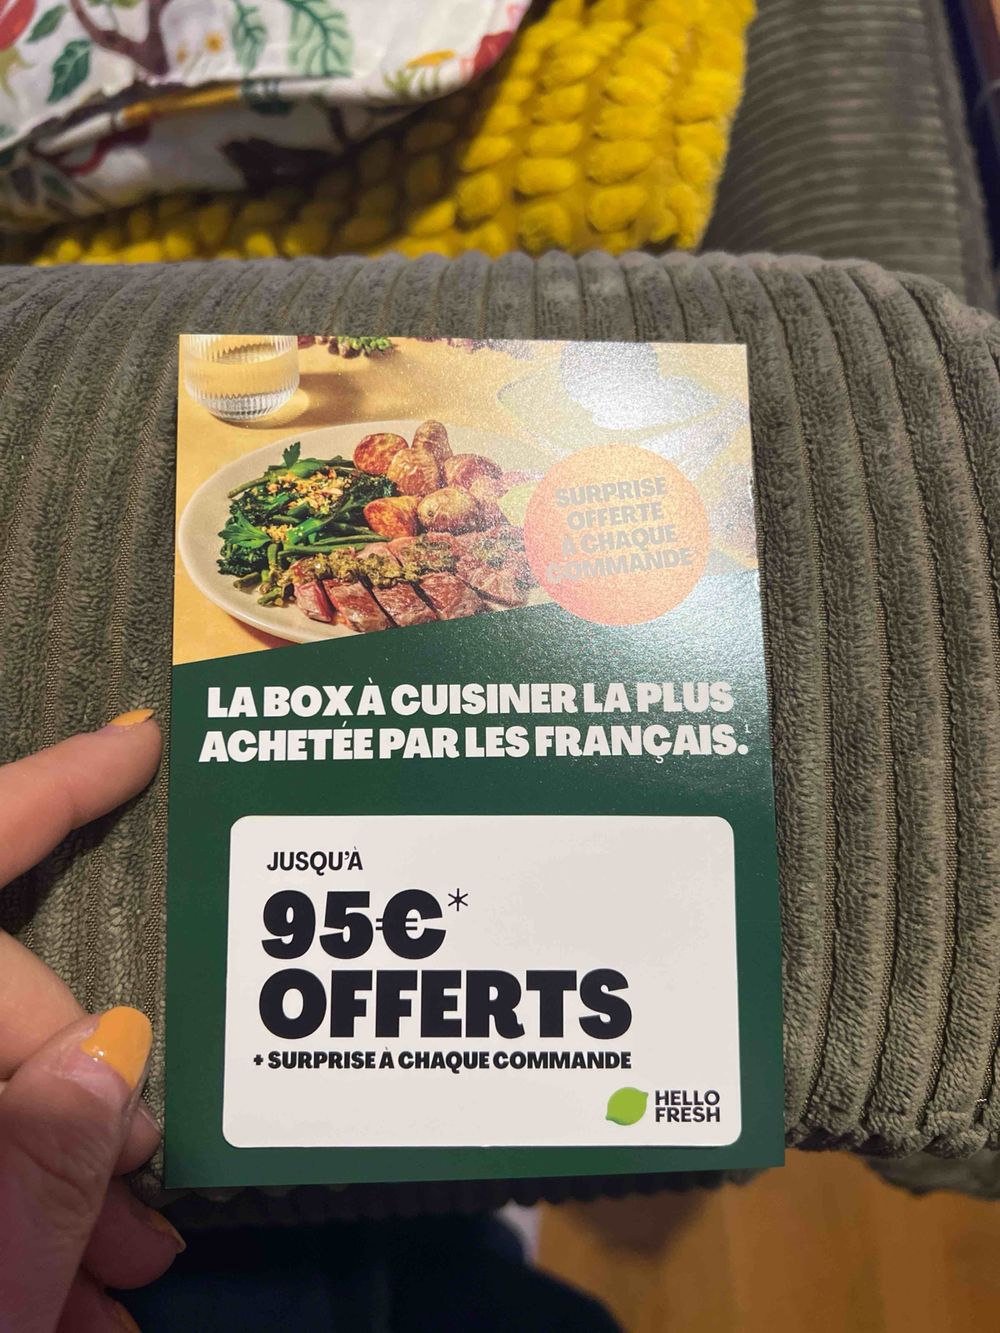 SURPRISE
OFFERTE
À CHAQUE
COMMANDE
LA BOX À CUISINER LA PLUS
ACHETÉE PAR LES FRANÇAIS.¹
JUSQU'À
95€*
OFFERTS
+ SURPRISE À CHAQUE COMMANDE
HELLO
FRESH